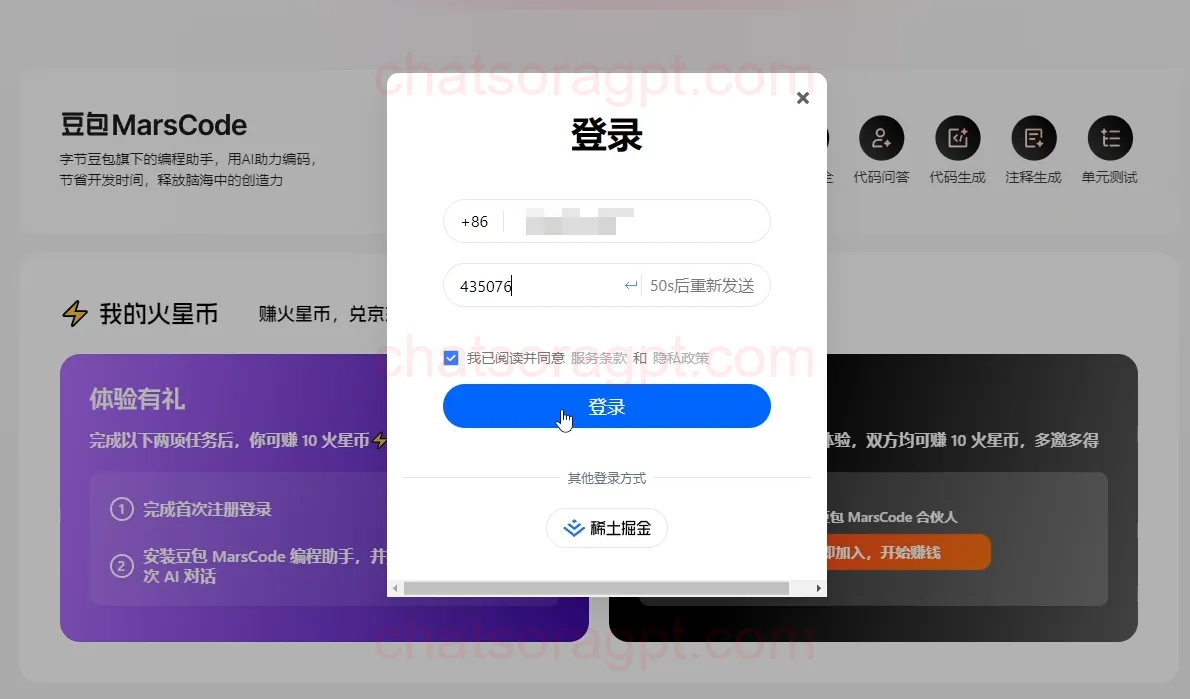 chatsoragpt.com
豆包MarsCode
字节豆包旗下的编程助手，用AI助力编码，
节省开发时间，释放脑海中的创造力
登录
代码问答
代码生成
注释生成
单元测试
+86
435076
50s后重新发送
我已阅读并同意 服务条款 和 隐私政策
chatsoragpt.com
登录
其他登录方式
稀土掘金
我的火星币
赚火星币，兑京
体验有礼
完成以下两项任务后，你可赚 10 火星币
1 完成首次注册登录
2 安装豆包 MarsCode 编程助手，并
次 AI 对话
体验，双方均可赚 10 火星币，多邀多得
包 MarsCode 合伙人
即加入，开始赚钱
chatsoragpt.com